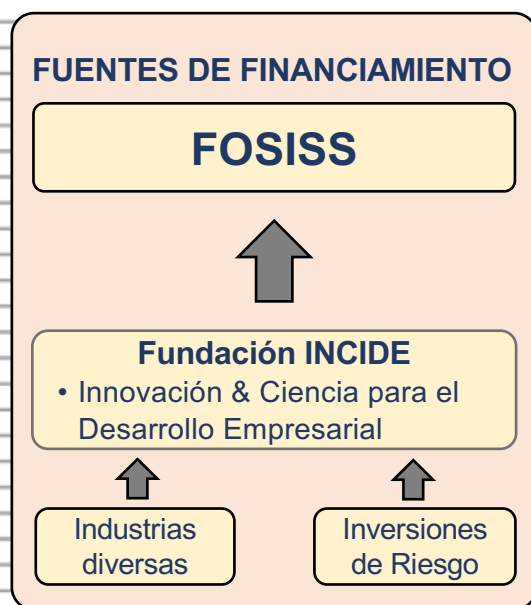 FUENTES DE FINANCIAMIENTO
FOSISS
Fundación INCIDE
• Innovación & Ciencia para el
Desarrollo Empresarial
Industrias
diversas
Inversiones
de Riesgo